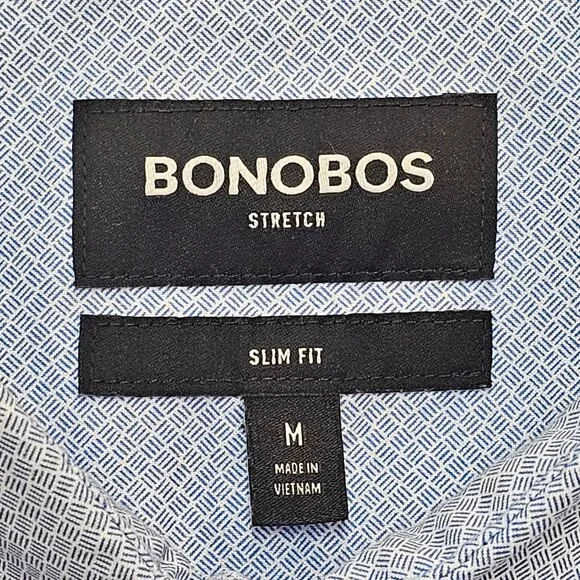 BONOBOS
STRETCH
SLIM FIT
M
MADE IN
VIETNAM